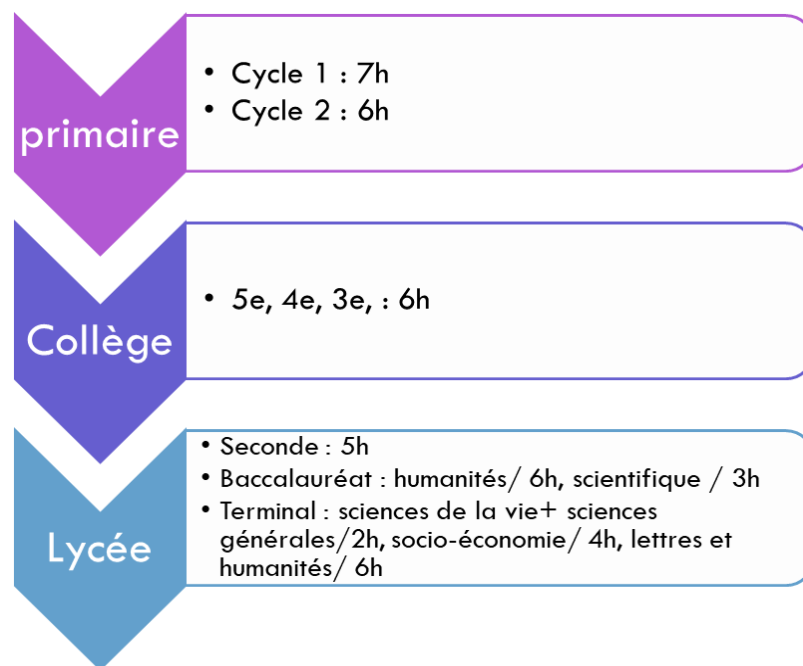 primaire
• Cycle 1 : 7h
• Cycle 2 : 6h
Collège
• 5e, 4e, 3e, : 6h
Lycée
• Seconde : 5h
• Baccalauréat : humanités/ 6h, scientifique / 3h
• Terminal : sciences de la vie+ sciences
générales/2h, socio-économie/ 4h, lettres et
humanités/ 6h